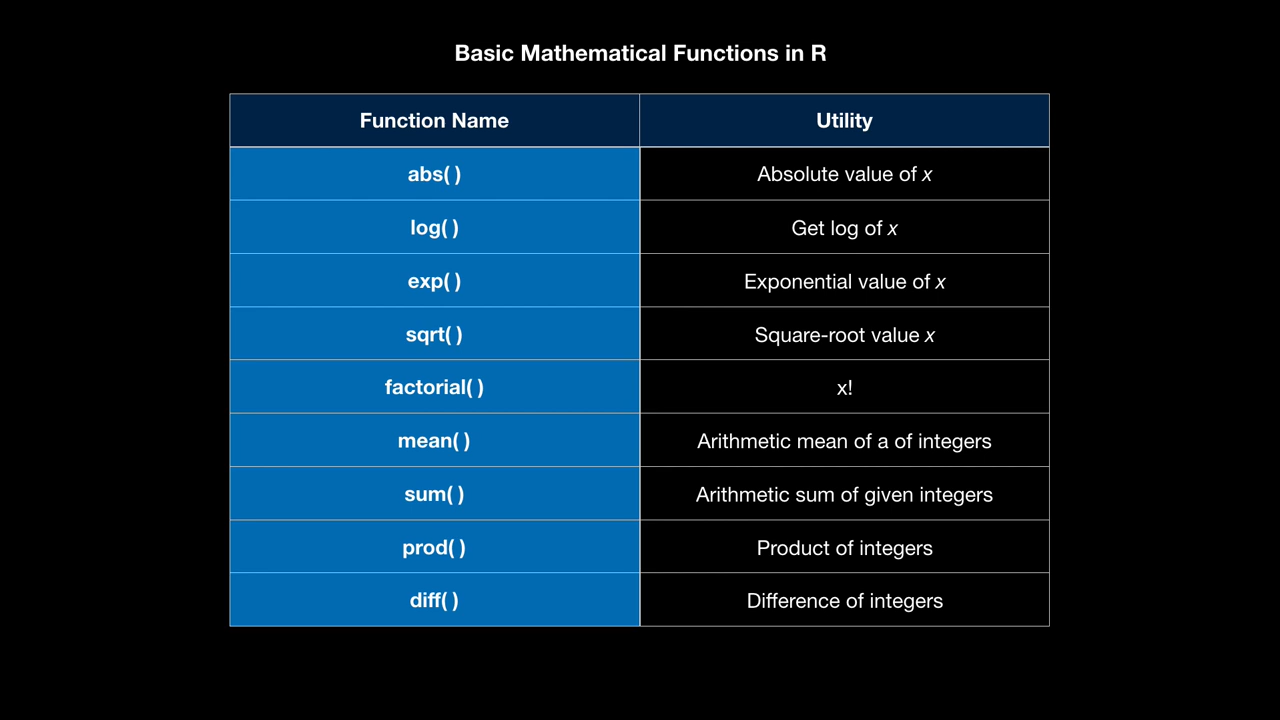 Basic Mathematical Functions in R
Function Name Utility
abs( ) Absolute value of x
log( ) Get log of x
exp( ) Exponential value of x
sqrt( ) Square-root value x
factorial( ) x!
mean( ) Arithmetic mean of a of integers
sum( ) Arithmetic sum of given integers
prod( ) Product of integers
diff( ) Difference of integers